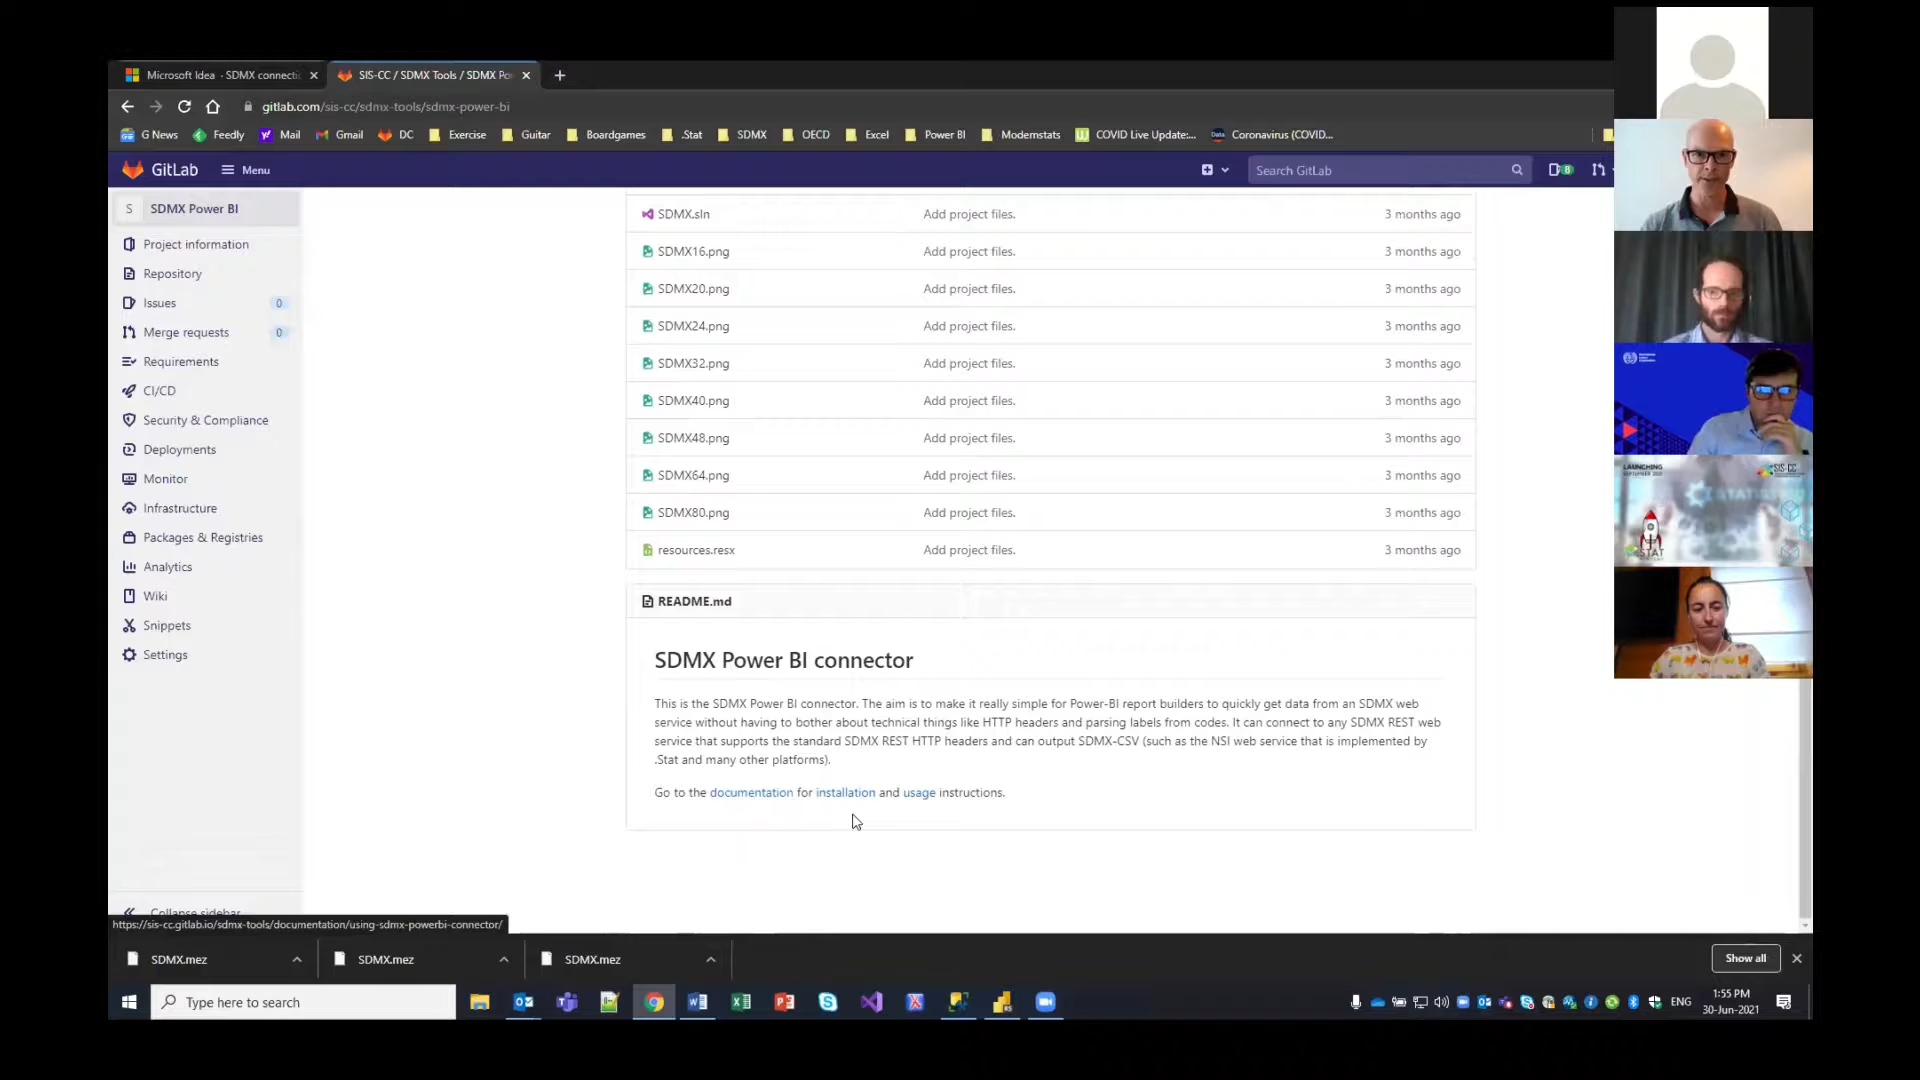 Microsoft Idea - SDMX connectic
SIS-CC / SDMX Tools / SDMX Po
gitlab.com/sis-cc/sdmx-tools/sdmx-power-bi
G News Feedly Mail Gmail DC Exercise Guitar Boardgames .Stat SDMX OECD Excel Power BI Modernstats COVID Live Update:... Coronavirus (COVID...
GitLab Menu Search GitLab 8
S SDMX Power BI
Project information
Repository
Issues 0
Merge requests 0
Requirements
CI/CD
Security & Compliance
Deployments
Monitor
Infrastructure
Packages & Registries
Analytics
Wiki
Snippets
Settings
Collapse sidebar
SDMX.sln Add project files. 3 months ago
SDMX16.png Add project files. 3 months ago
SDMX20.png Add project files. 3 months ago
SDMX24.png Add project files. 3 months ago
SDMX32.png Add project files. 3 months ago
SDMX40.png Add project files. 3 months ago
SDMX48.png Add project files. 3 months ago
SDMX64.png Add project files. 3 months ago
SDMX80.png Add project files. 3 months ago
resources.resx Add project files. 3 months ago
README.md
SDMX Power BI connector
This is the SDMX Power BI connector. The aim is to make it really simple for Power-BI report builders to quickly get data from an SDMX web
service without having to bother about technical things like HTTP headers and parsing labels from codes. It can connect to any SDMX REST web
service that supports the standard SDMX REST HTTP headers and can output SDMX-CSV (such as the NSI web service that is implemented by
.Stat and many other platforms).
Go to the documentation for installation and usage instructions.
LAUNCHING
SIS-CC
STAT
https://sis-cc.gitlab.io/sdmx-tools/documentation/using-sdmx-powerbi-connector/
SDMX.mez SDMX.mez SDMX.mez Show all
Type here to search
ENG
1:55 PM
30-Jun-2021